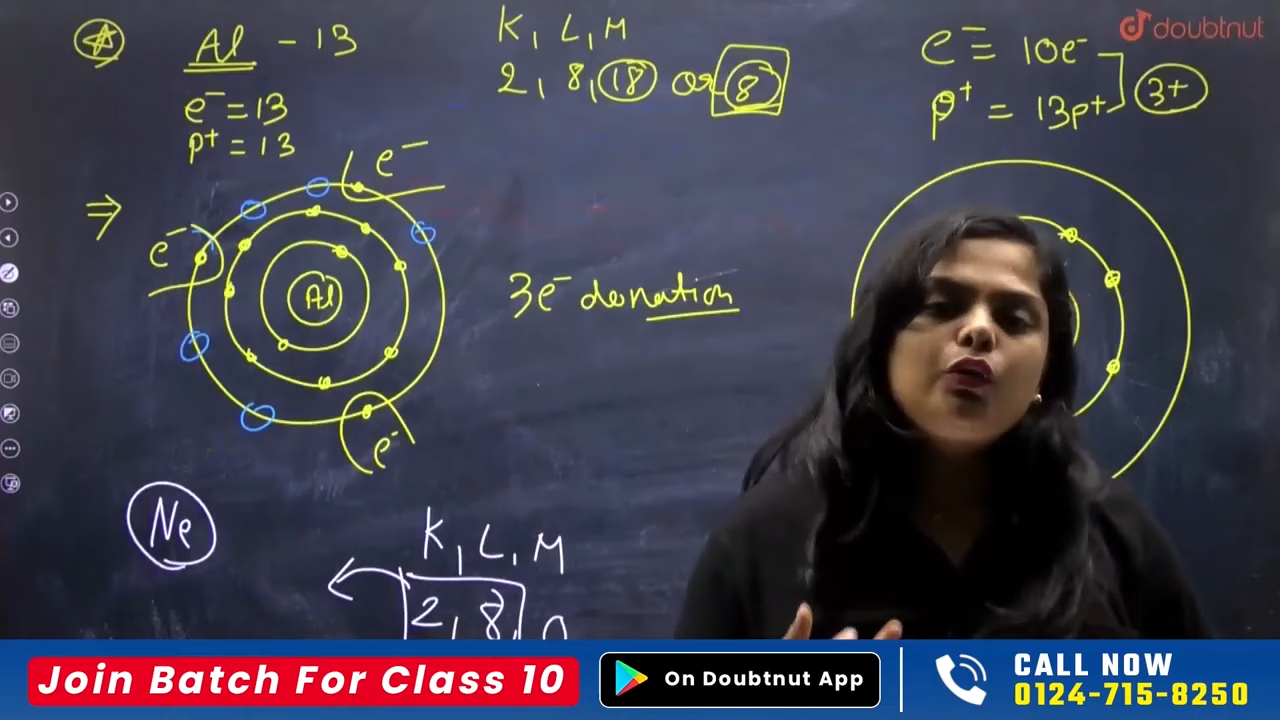 Al - 13
e⁻ = 13
p⁺ = 13
K, L, M
2, 8, 18 or 8
e⁻ = 10e⁻
p⁺ = 13p⁺
3+
doubtnut
e⁻
e⁻
Al
e⁻
3e⁻ donation
Ne
K, L, M
2, 8, 0
Join Batch For Class 10
On Doubtnut App
CALL NOW
0124-715-8250